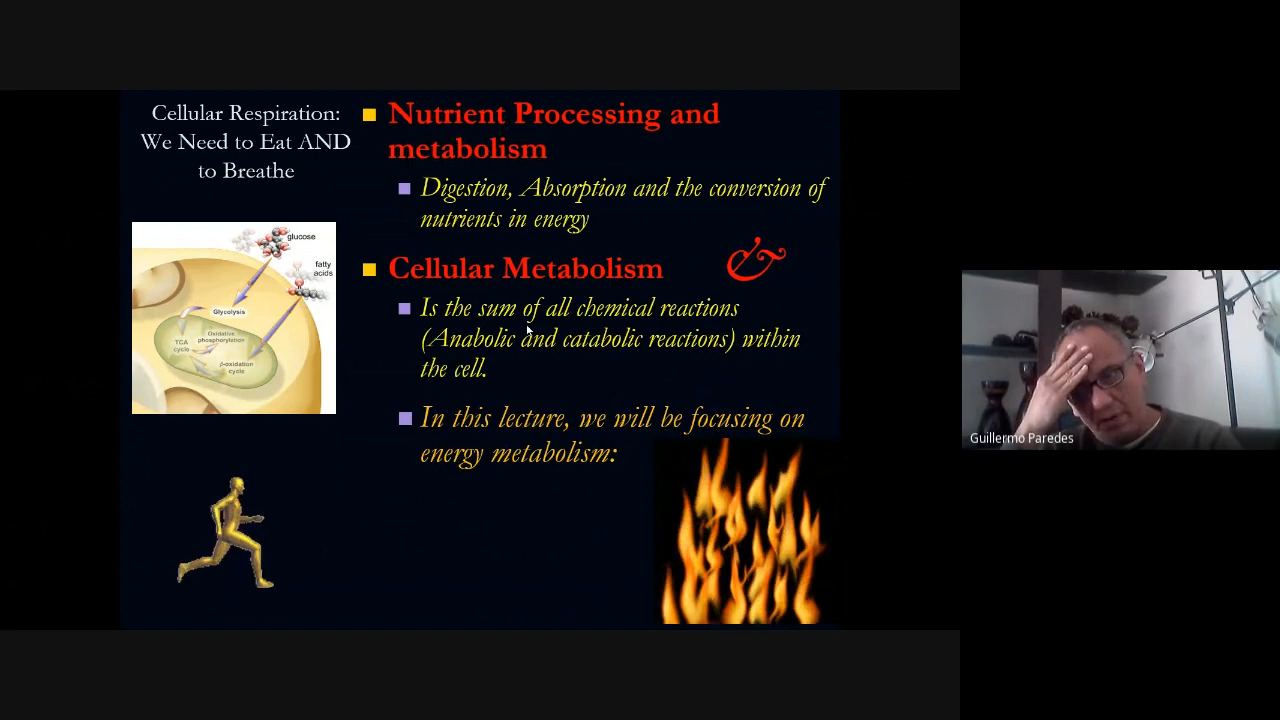 Cellular Respiration:
We Need to Eat AND
to Breathe
Nutrient Processing and
metabolism
Digestion, Absorption and the conversion of
nutrients in energy
&
Cellular Metabolism
Is the sum of all chemical reactions
(Anabolic and catabolic reactions) within
the cell.
In this lecture, we will be focusing on
energy metabolism:
glucose
fatty
acids
Glycolysis
Oxidative
phosphorylation
TCA
cycle
β-oxidation
cycle
Guillermo Paredes